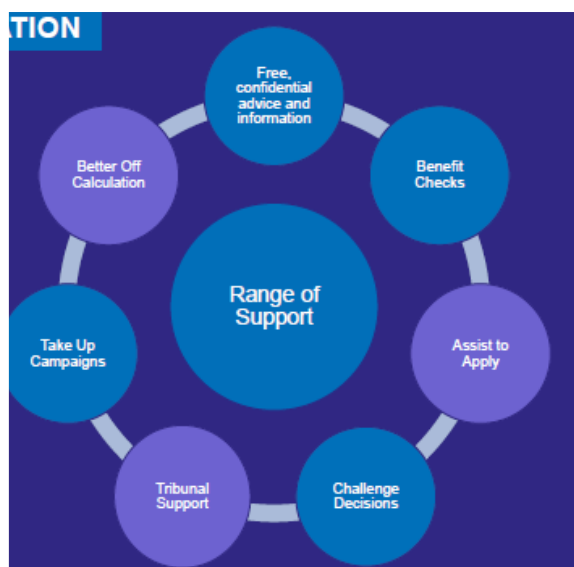 ATION
Free,
confidential
advice and
information
Benefit
Checks
Assist to
Apply
Challenge
Decisions
Tribunal
Support
Take Up
Campaigns
Better Off
Calculation
Range of
Support